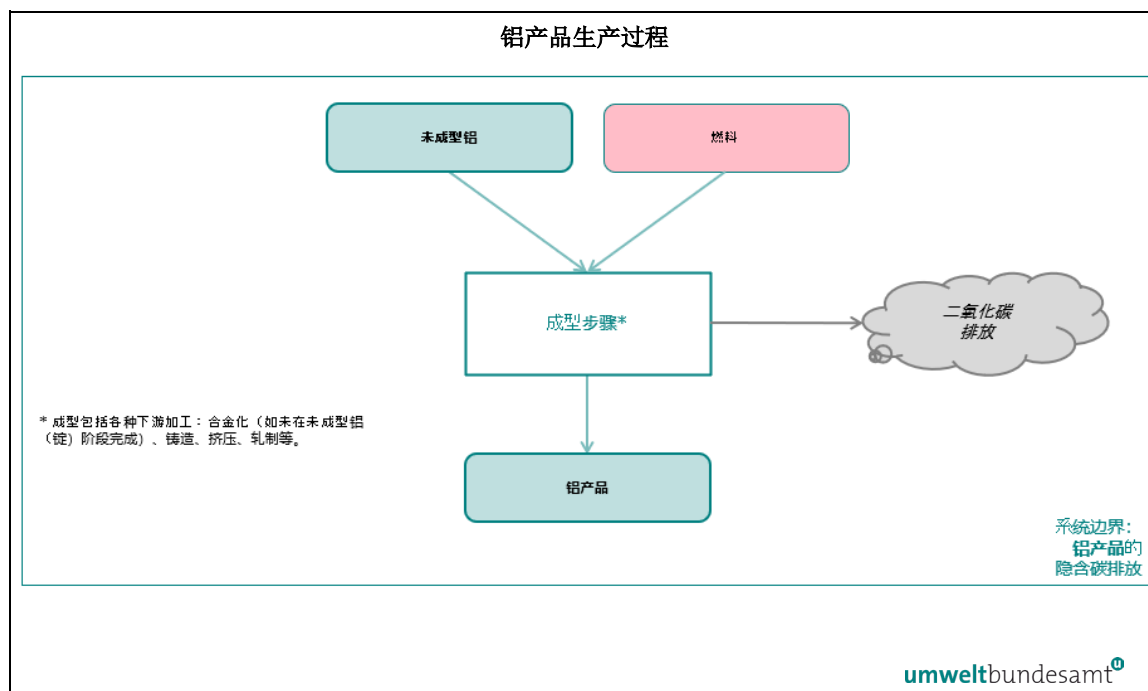 铝产品生产过程
未成型铝
燃料
成型步骤*
二氧化碳
排放
* 成型包括各种下游加工：合金化（如未在未成型铝
（锭）阶段完成）、铸造、挤压、轧制等。
铝产品
系统边界：
铝产品的
隐含碳排放
umweltbundesamt
u